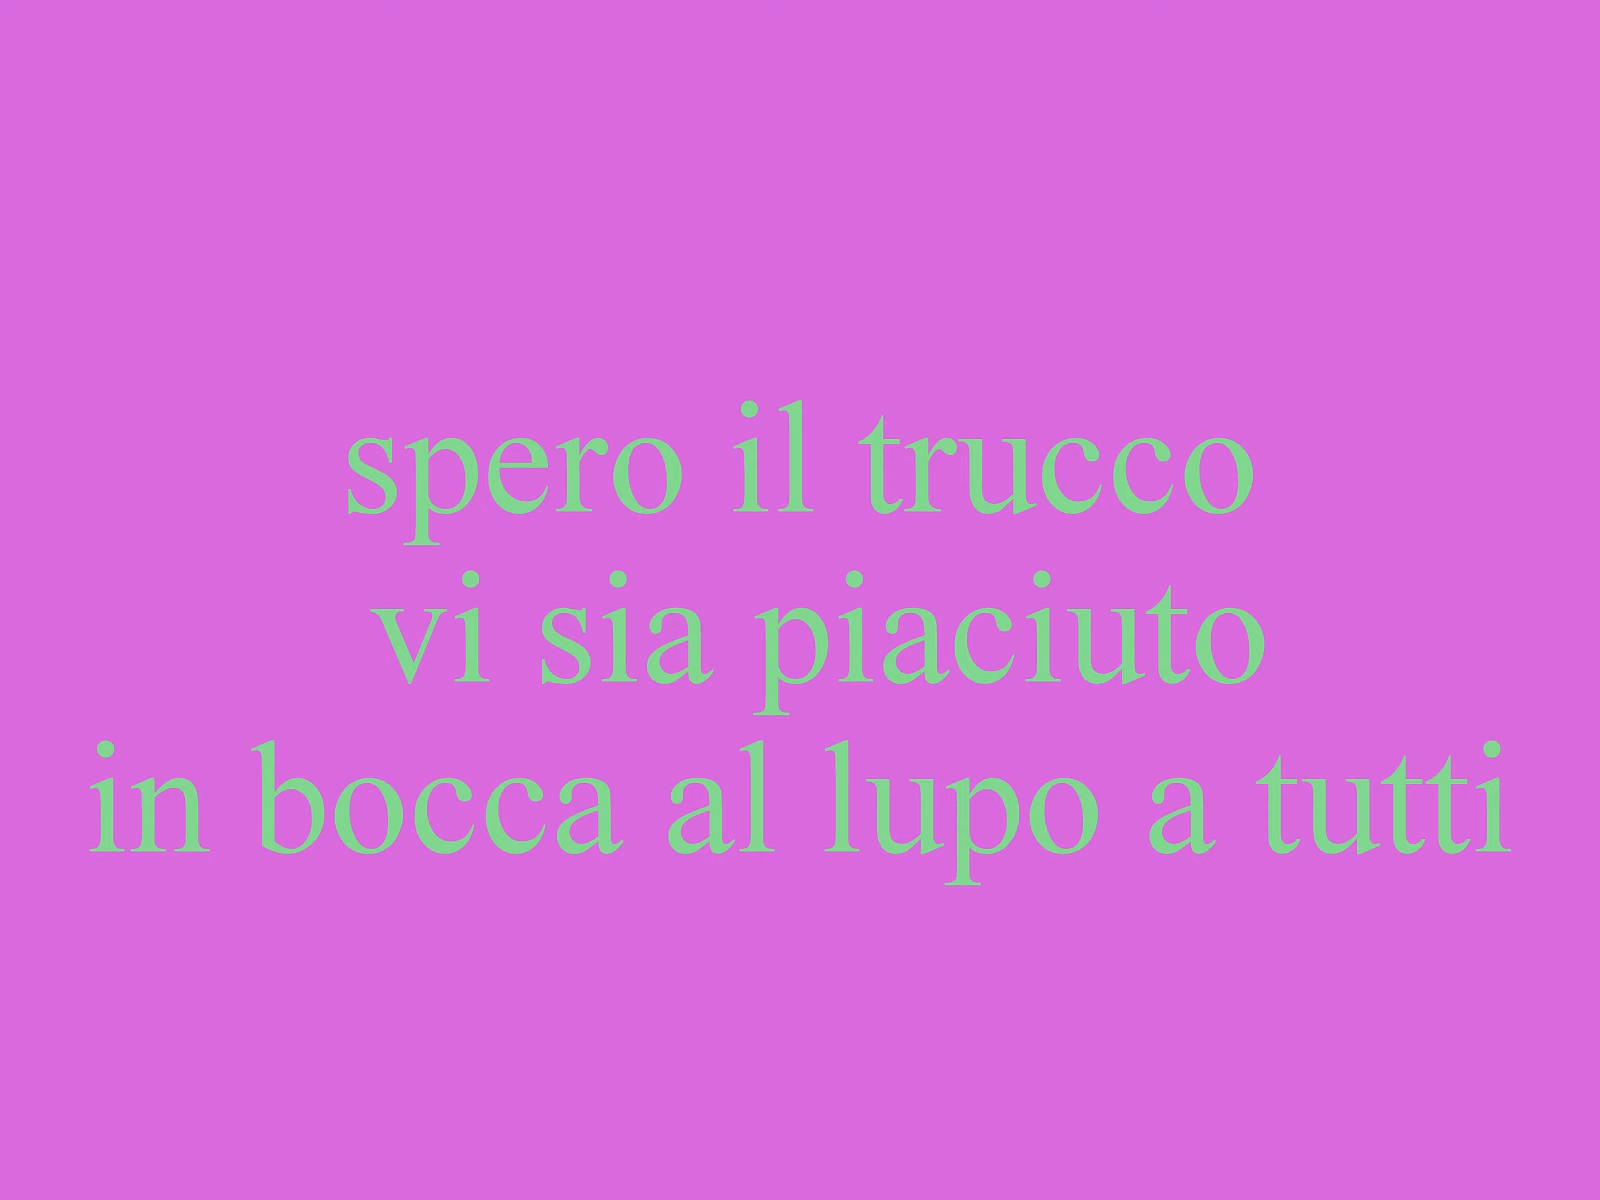 spero il trucco
vi sia piaciuto
in bocca al lupo a tutti